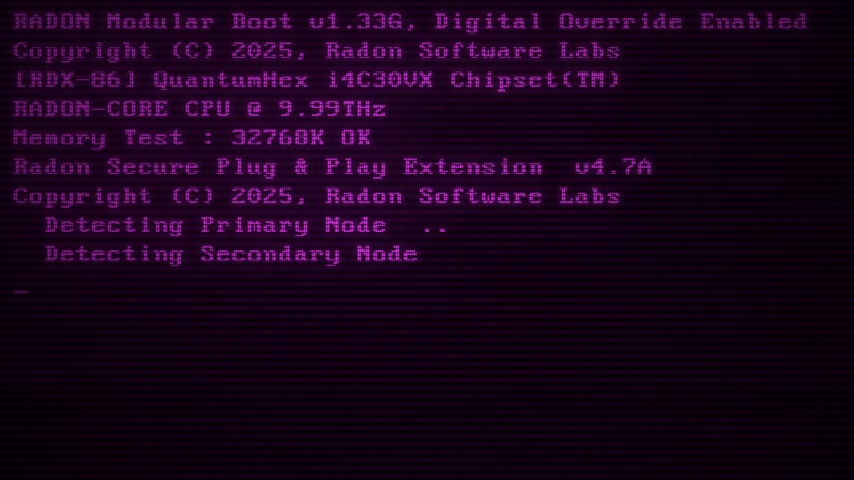 RADON Modular Boot v1.33G, Digital Override Enabled
Copyright (C) 2025, Radon Software Labs
[RDX-86] QuantumHex i4C30VX Chipset(TM)
RADON-CORE CPU @ 9.99THz
Memory Test : 32768K OK
Radon Secure Plug & Play Extension  v4.7A
Copyright (C) 2025, Radon Software Labs
  Detecting Primary Node  ..
  Detecting Secondary Node
_